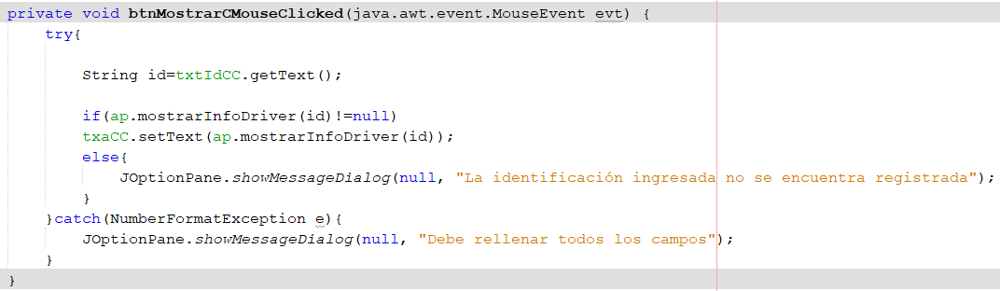 private void btnMostrarCMouseClicked(java.awt.event.MouseEvent evt) {
    try{
        String id=txtIdCC.getText();
        if(ap.mostrarInfoDriver(id)!=null)
        txaCC.setText(ap.mostrarInfoDriver(id));
        else{
            JOptionPane.showMessageDialog(null, "La identificación ingresada no se encuentra registrada");
        }
    }catch(NumberFormatException e){
        JOptionPane.showMessageDialog(null, "Debe rellenar todos los campos");
    }
}